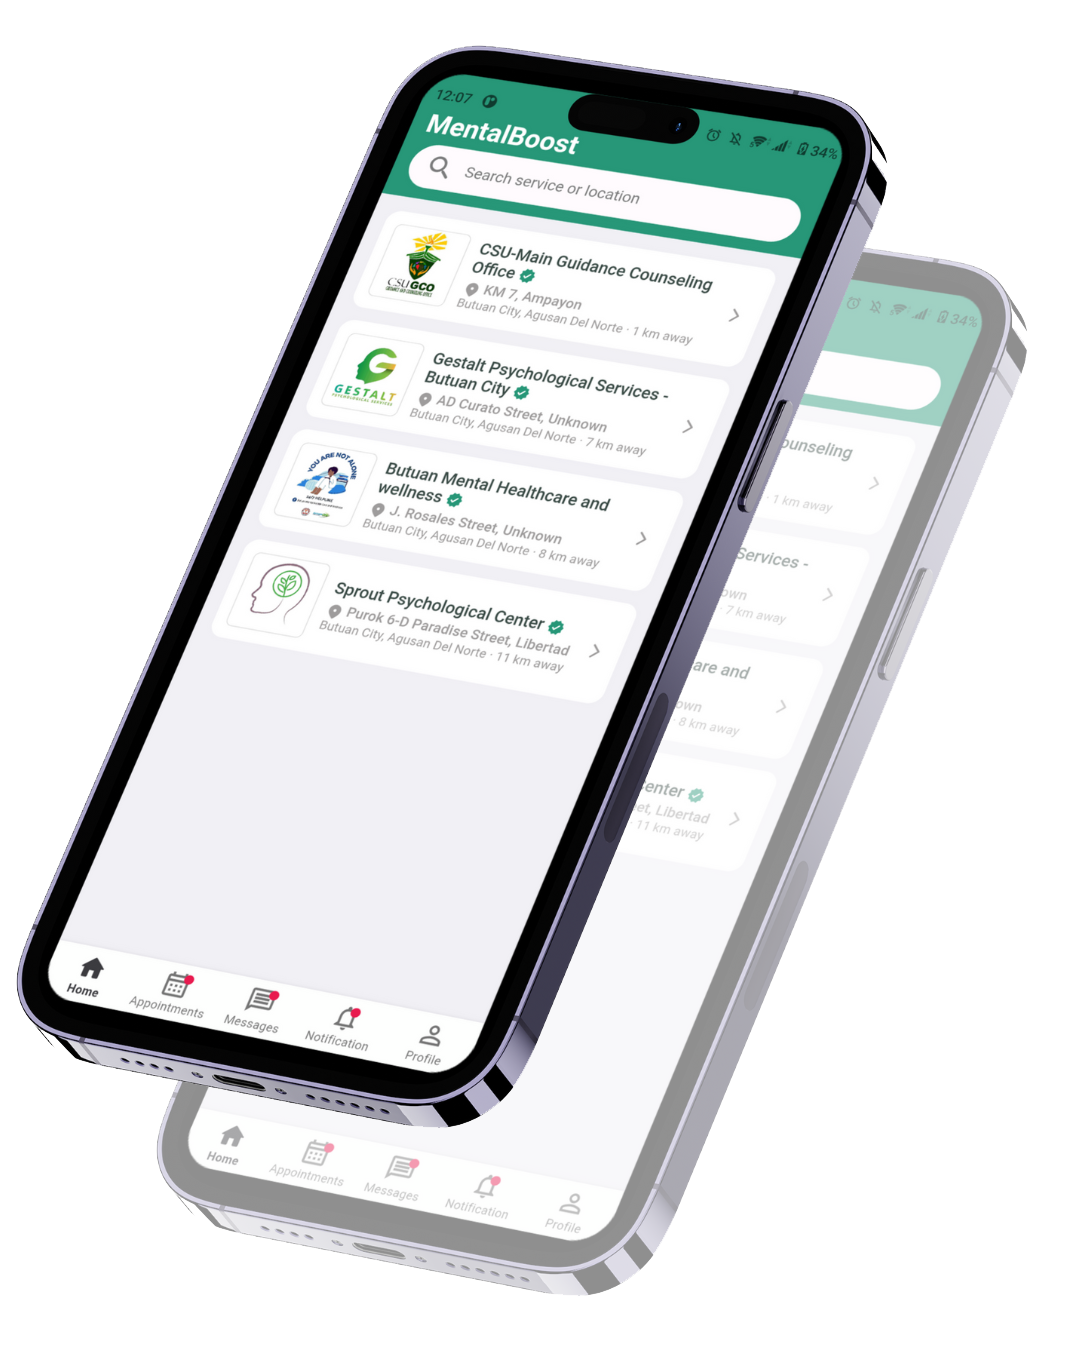 12:07
34%
MentalBoost
Search service or location
CSU-Main Guidance Counseling
Office
KM 7, Ampayon
Butuan City, Agusan Del Norte · 1 km away
CSUGCO
Gestalt Psychological Services -
Butuan City
AD Curato Street, Unknown
Butuan City, Agusan Del Norte · 7 km away
GESTALT
PSYCHOLOGICAL SERVICES
Butuan Mental Healthcare and
wellness
J. Rosales Street, Unknown
Butuan City, Agusan Del Norte · 8 km away
YOU ARE NOT ALONE
Sprout Psychological Center
Purok 6-D Paradise Street, Libertad
Butuan City, Agusan Del Norte · 11 km away
Home
Appointments
Messages
Notification
Profile
34%
ounseling
· 1 km away
Services -
own
· 7 km away
are and
own
· 8 km away
Center
et, Libertad
· 11 km away
Home
Appointments
Messages
Notification
Profile